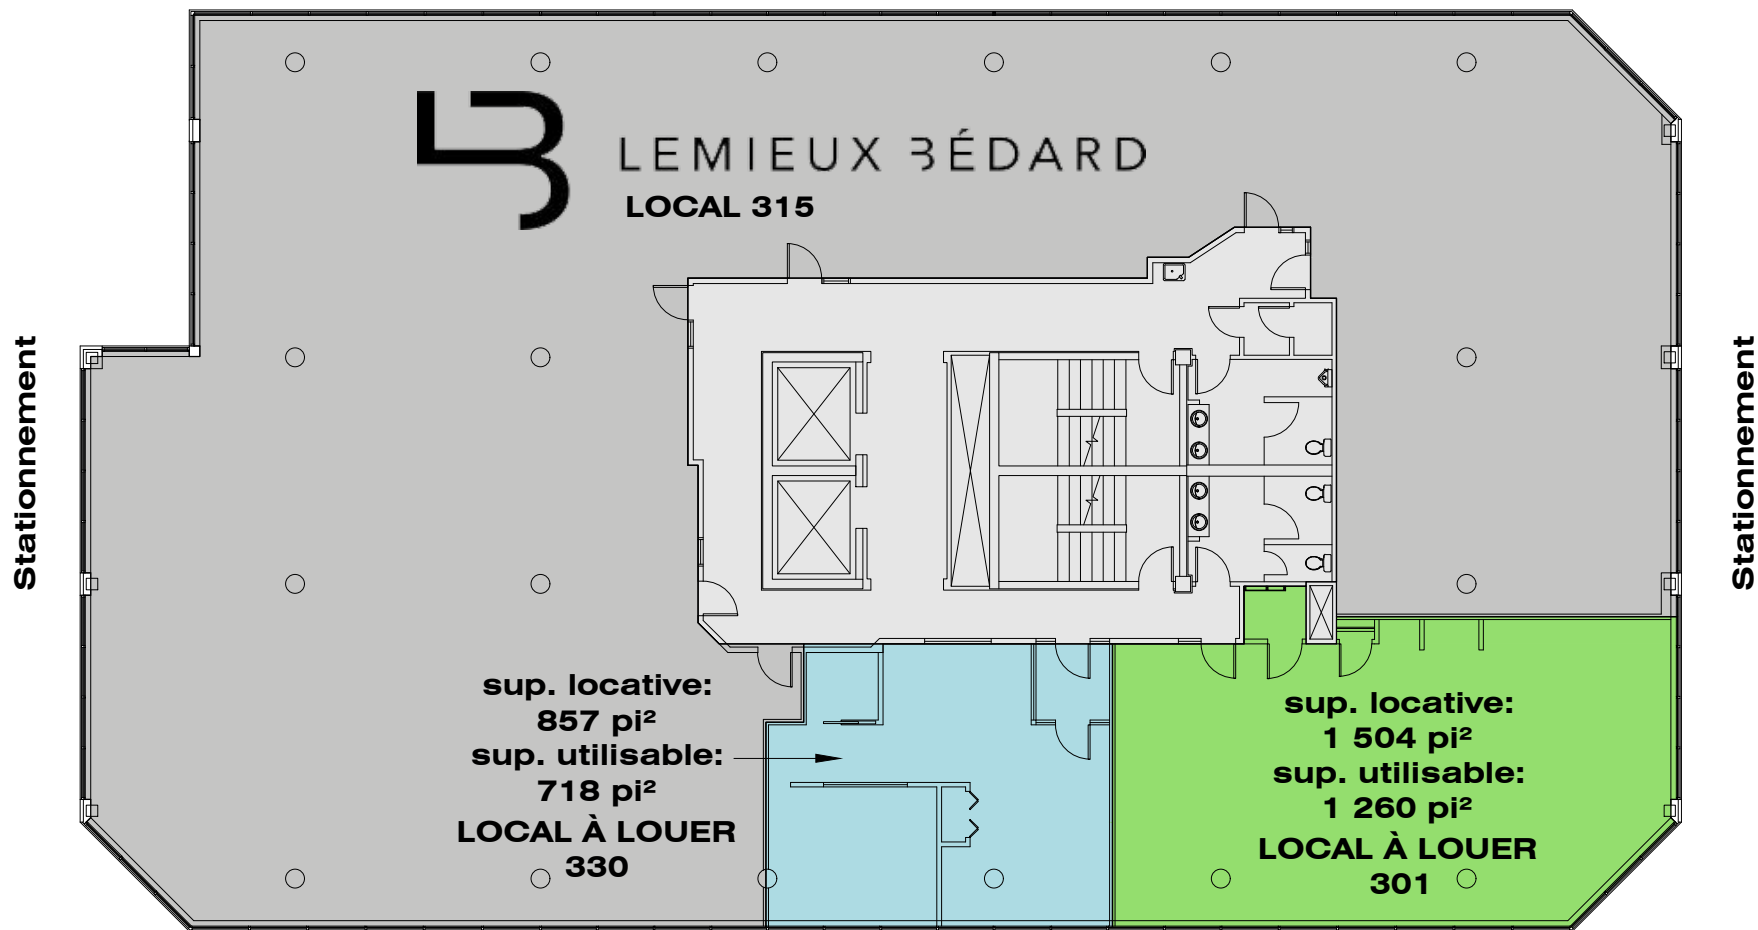 LEMIEUX BÉDARD
LOCAL 315
Stationnement
Stationnement
sup. locative:
857 pi²
sup. utilisable:
718 pi²
LOCAL À LOUER
330
sup. locative:
1 504 pi²
sup. utilisable:
1 260 pi²
LOCAL À LOUER
301